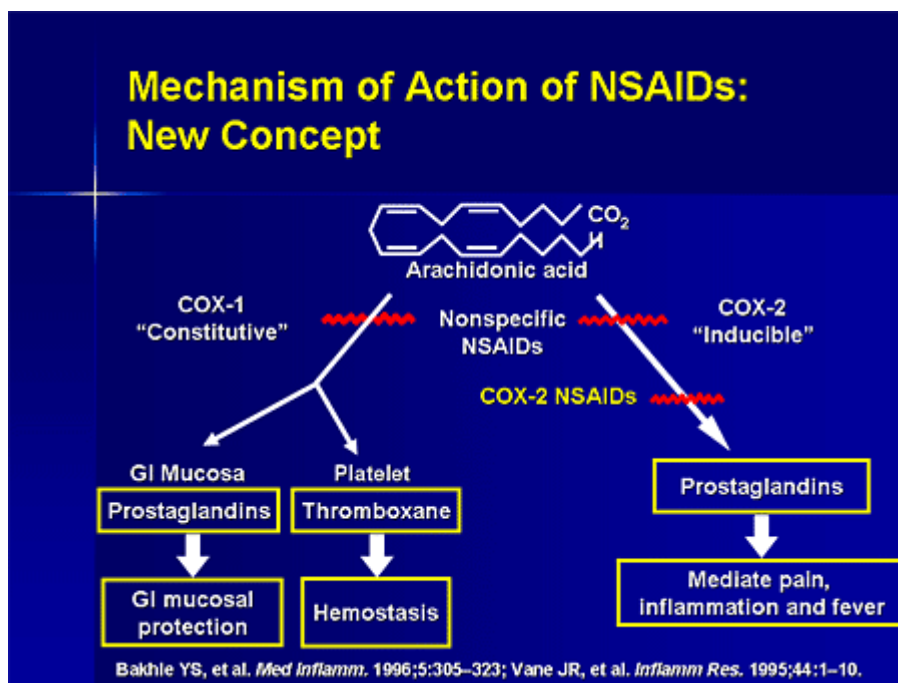 Mechanism of Action of NSAIDs:
New Concept
CO2
H
Arachidonic acid
COX-1
“Constitutive”
Nonspecific
NSAIDs
COX-2
“Inducible”
COX-2 NSAIDs
GI Mucosa
Prostaglandins
GI mucosal
protection
Platelet
Thromboxane
Hemostasis
Prostaglandins
Mediate pain,
inflammation and fever
Bakhle YS, et al. Med Inflamm. 1996;5:305–323; Vane JR, et al. Inflamm Res. 1995;44:1–10.